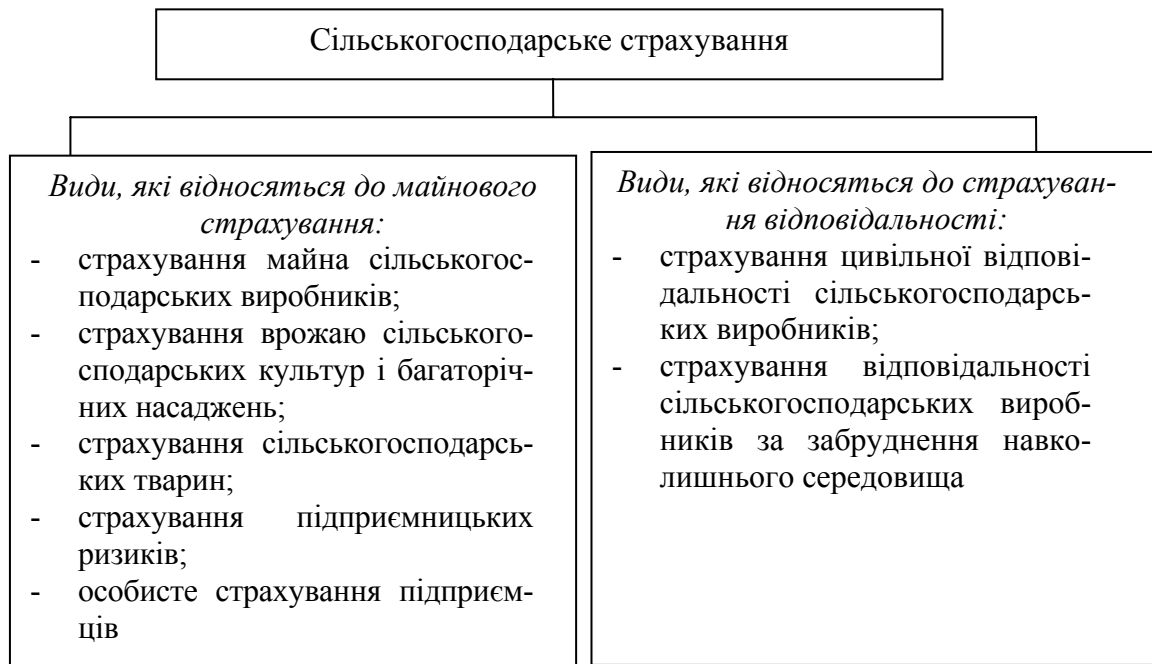 Сільськогосподарське страхування
Види, які відносяться до майнового
страхування:
- страхування майна сільськогос-
подарських виробників;
- страхування врожаю сільського-
сподарських культур і багаторіч-
них насаджень;
- страхування сільськогосподарсь-
ких тварин;
- страхування підприємницьких
ризиків;
- особисте страхування підприєм-
ців
Види, які відносяться до страхуван-
ня відповідальності:
- страхування цивільної відпові-
дальності сільськогосподарсь-
ких виробників;
- страхування відповідальності
сільськогосподарських вироб-
ників за забруднення навко-
лишнього середовища